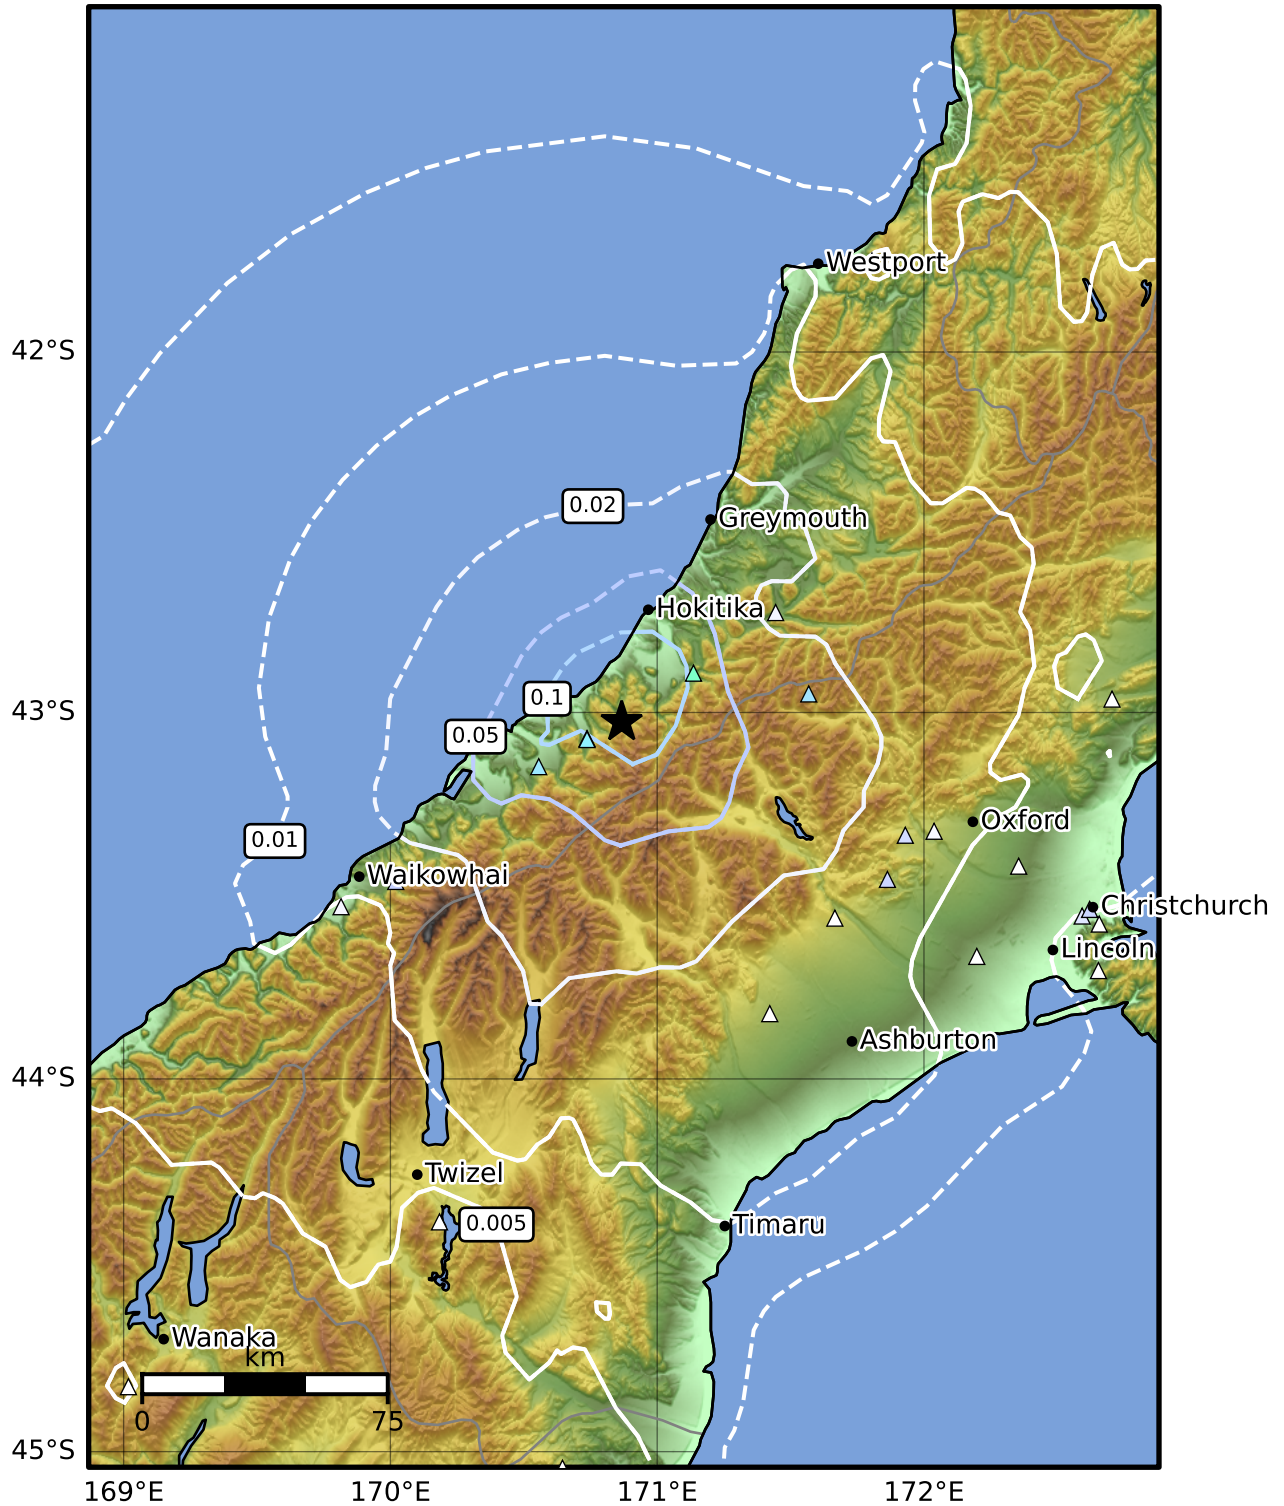 Westport
42°S
0.02
Greymouth
Hokitika
0.1
43°S
0.05
Oxford
0.01
Waikowhai
Christchurch
Lincoln
Ashburton
44°S
Twizel
0.005
Timaru
Wanaka
km
0 75
45°S
169°E 170°E 171°E 172°E